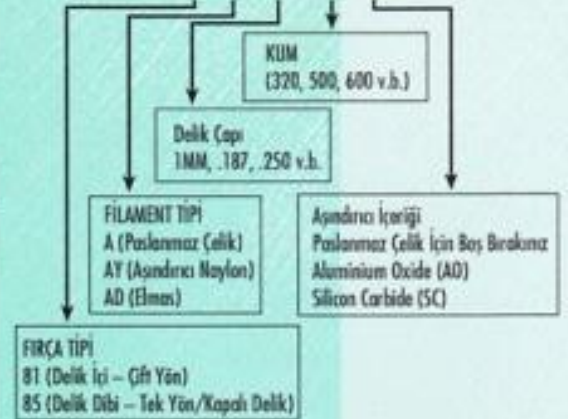 KUM
(320, 500, 600 v.b.)
Delik Çapı
1MM, .187, .250 v.b.
FİLAMENT TİPİ
A (Paslanmaz Çelik)
AY (Aşındırıcı Naylon)
AD (Elmas)
Aşındırıcı İçeriği
Paslanmaz Çelik İçin Boş Bırakınız
Aluminium Oxide (AO)
Silicon Carbide (SC)
FIRÇA TİPİ
81 (Delik İçi – Çift Yön)
85 (Delik Dibi – Tek Yön/Kapalı Delik)